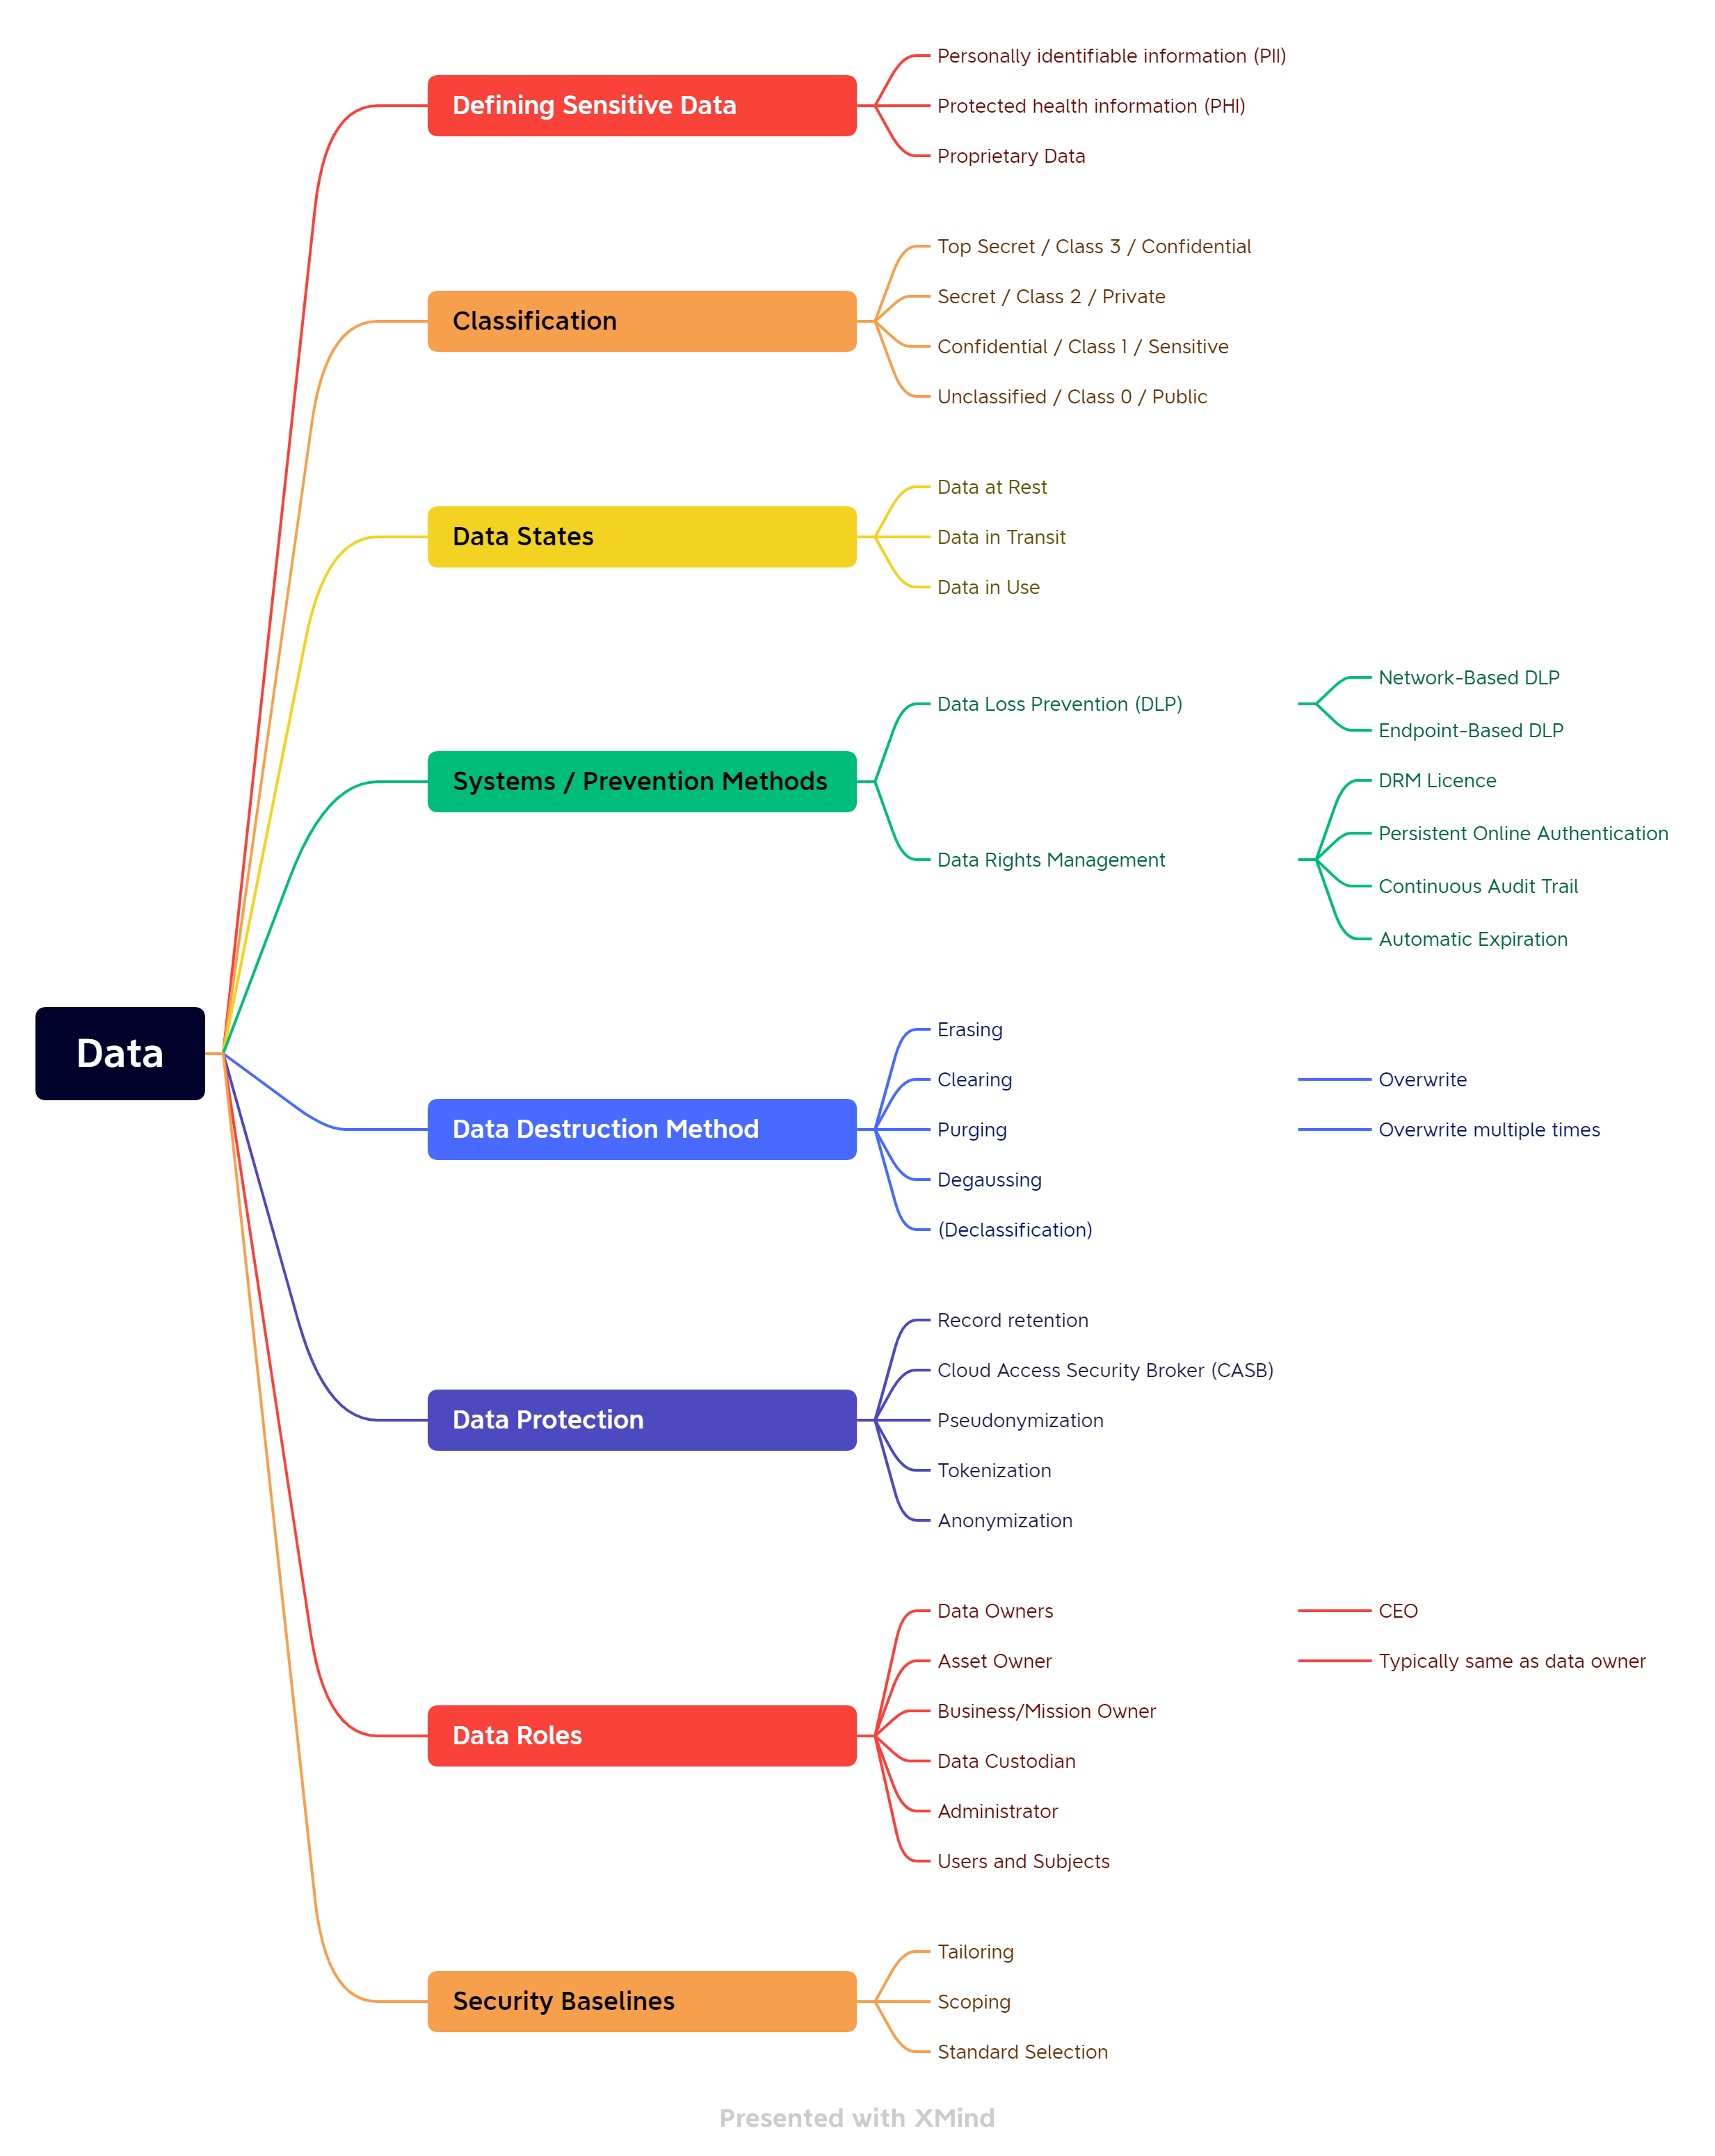 Data
Defining Sensitive Data
Personally identifiable information (PII)
Protected health information (PHI)
Proprietary Data
Classification
Top Secret / Class 3 / Confidential
Secret / Class 2 / Private
Confidential / Class 1 / Sensitive
Unclassified / Class 0 / Public
Data States
Data at Rest
Data in Transit
Data in Use
Systems / Prevention Methods
Data Loss Prevention (DLP)
Network-Based DLP
Endpoint-Based DLP
Data Rights Management
DRM Licence
Persistent Online Authentication
Continuous Audit Trail
Automatic Expiration
Data Destruction Method
Erasing
Clearing
Overwrite
Purging
Overwrite multiple times
Degaussing
(Declassification)
Data Protection
Record retention
Cloud Access Security Broker (CASB)
Pseudonymization
Tokenization
Anonymization
Data Roles
Data Owners
CEO
Asset Owner
Typically same as data owner
Business/Mission Owner
Data Custodian
Administrator
Users and Subjects
Security Baselines
Tailoring
Scoping
Standard Selection
Presented with XMind